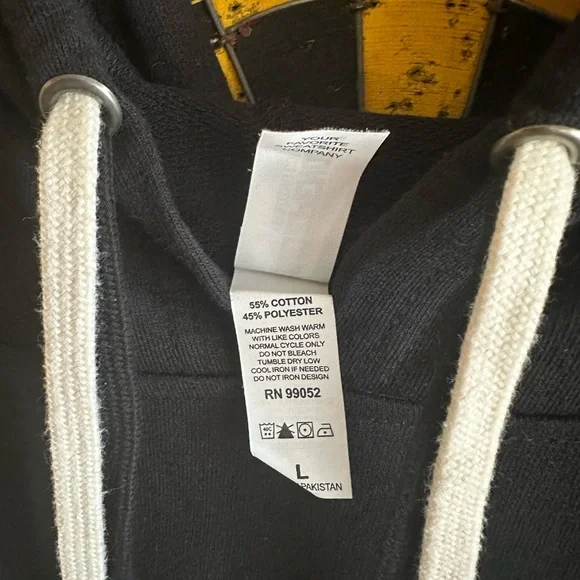 YOUR
FAVORITE
SWEATSHIRT
COMPANY
55% COTTON
45% POLYESTER
MACHINE WASH WARM
WITH LIKE COLORS
NORMAL CYCLE ONLY
DO NOT BLEACH
TUMBLE DRY LOW
COOL IRON IF NEEDED
DO NOT IRON DESIGN
RN 99052
40C
L
PAKISTAN